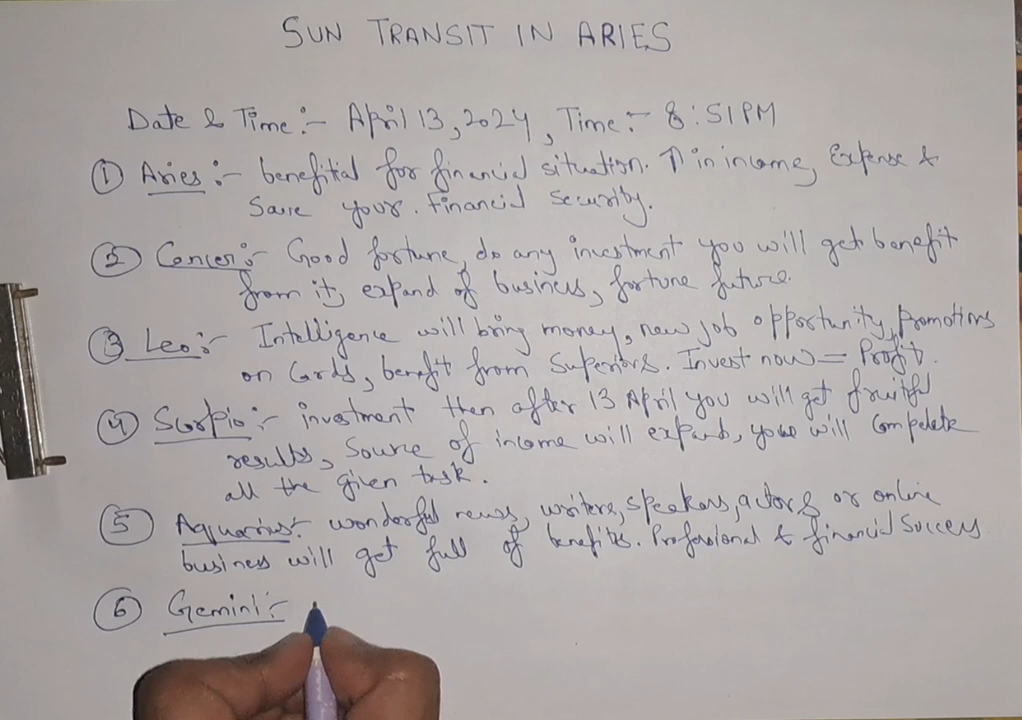 SUN TRANSIT IN ARIES
Date & Time:- April 13, 2024, Time:- 8:51PM
① Aries:- benefitial for financial situation. ↑ in income, Expense &
Save your. Financial Security.
② Cancer:- Good fortune, do any investment you will get benefit
from it, expand of business, fortune future.
③ Leo:- Intelligence will bring money, new job opportunity, Promotions
on Cards, benefit from Superiors. Invest now = Profit.
④ Scorpio:- investment then after 13 April you will get fruitful
results, Source of income will expand, you will Compelete
all the given task.
⑤ Aquarius:- wonderful news, writers, speakers, actors or online
business will get full of benefits. Professional & financial Success
⑥ Gemini:-